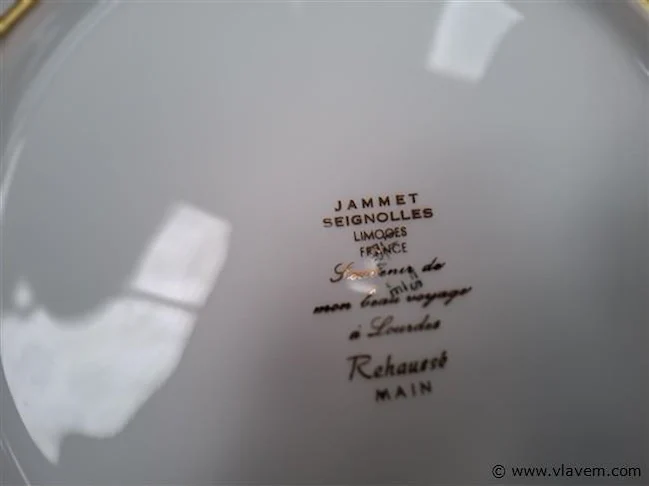 JAMMET
SEIGNOLLES
LIMOGES
FRANCE
Souvenir de
mon beau voyage
à Lourdes
Rehaussé
MAIN
© www.vlavem.com